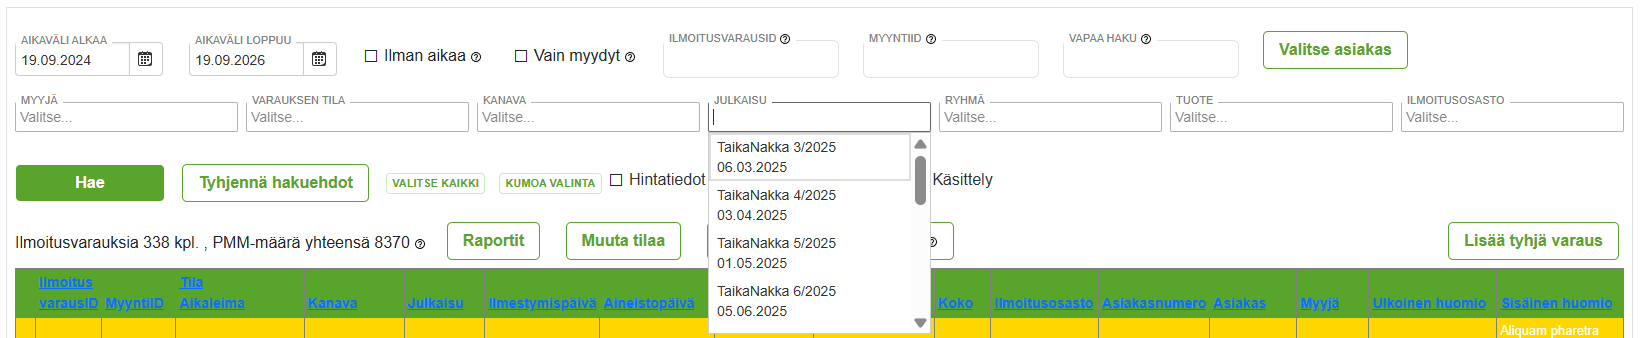 AIKAVÄLI ALKAA
19.09.2024
AIKAVÄLI LOPPUU
19.09.2026
Ilman aikaa
Vain myydyt
ILMOITUSVARAUSID
MYYNTIID
VAPAA HAKU
Valitse asiakas
MYYJÄ
Valitse...
VARAUKSEN TILA
Valitse...
KANAVA
Valitse...
JULKAISU
RYHMÄ
Valitse...
TUOTE
Valitse...
ILMOITUSOSASTO
Valitse...
TaikaNakka 3/2025
06.03.2025
TaikaNakka 4/2025
03.04.2025
TaikaNakka 5/2025
01.05.2025
TaikaNakka 6/2025
05.06.2025
Hae
Tyhjennä hakuehdot
VALITSE KAIKKI
KUMOA VALINTA
Hintatiedot
Käsittely
Ilmoitusvarauksia 338 kpl. , PMM-määrä yhteensä 8370
Raportit
Muuta tilaa
Lisää tyhjä varaus
Ilmoitus
varausID
MyyntiID
Tila
Aikaleima
Kanava
Julkaisu
Ilmestymispäivä
Aineistopäivä
Koko
Ilmoitusosasto
Asiakasnumero
Asiakas
Myyjä
Ulkoinen huomio
Sisäinen huomio
Aliquam pharetra